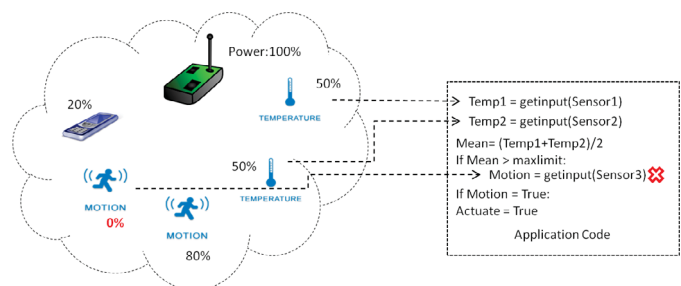 Power:100%
50%
TEMPERATURE
20%
50%
TEMPERATURE
MOTION
0%
MOTION
80%
Temp1 = getinput(Sensor1)
Temp2 = getinput(Sensor2)
Mean= (Temp1+Temp2)/2
If Mean > maxlimit:
Motion = getinput(Sensor3)
If Motion = True:
Actuate = True
Application Code